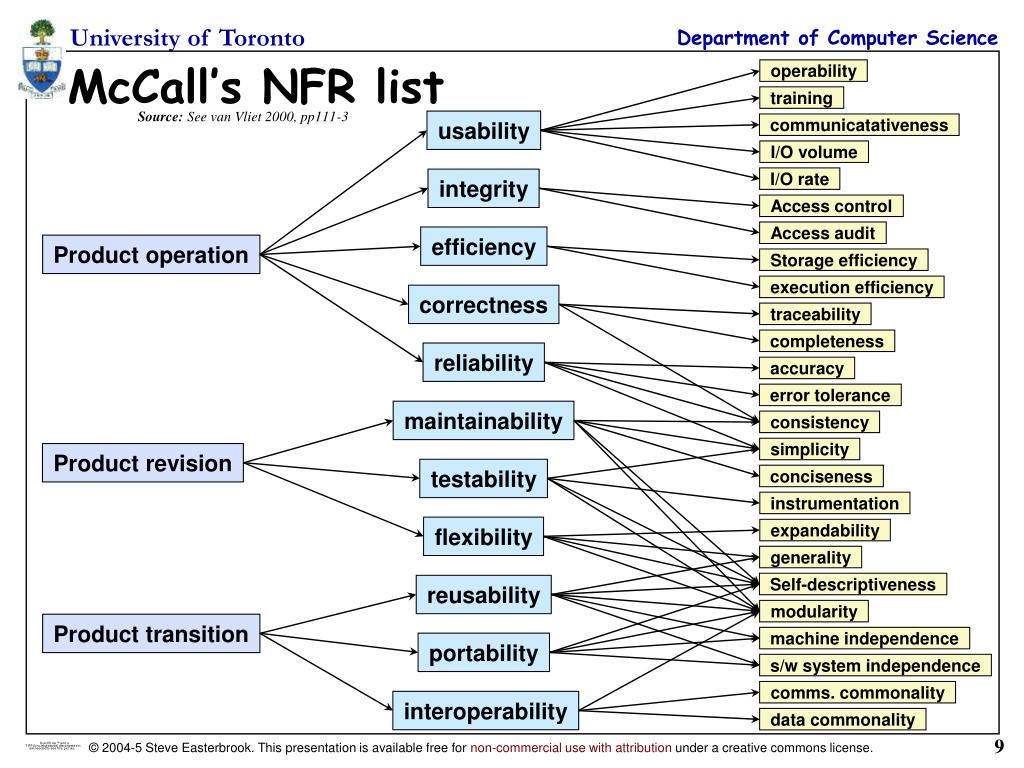 University of Toronto
Department of Computer Science
McCall’s NFR list
Source: See van Vliet 2000, pp111-3
Product operation
Product revision
Product transition
usability
integrity
efficiency
correctness
reliability
maintainability
testability
flexibility
reusability
portability
interoperability
operability
training
communicatativeness
I/O volume
I/O rate
Access control
Access audit
Storage efficiency
execution efficiency
traceability
completeness
accuracy
error tolerance
consistency
simplicity
conciseness
instrumentation
expandability
generality
Self-descriptiveness
modularity
machine independence
s/w system independence
comms. commonality
data commonality
© 2004-5 Steve Easterbrook. This presentation is available free for non-commercial use with attribution under a creative commons license.
9